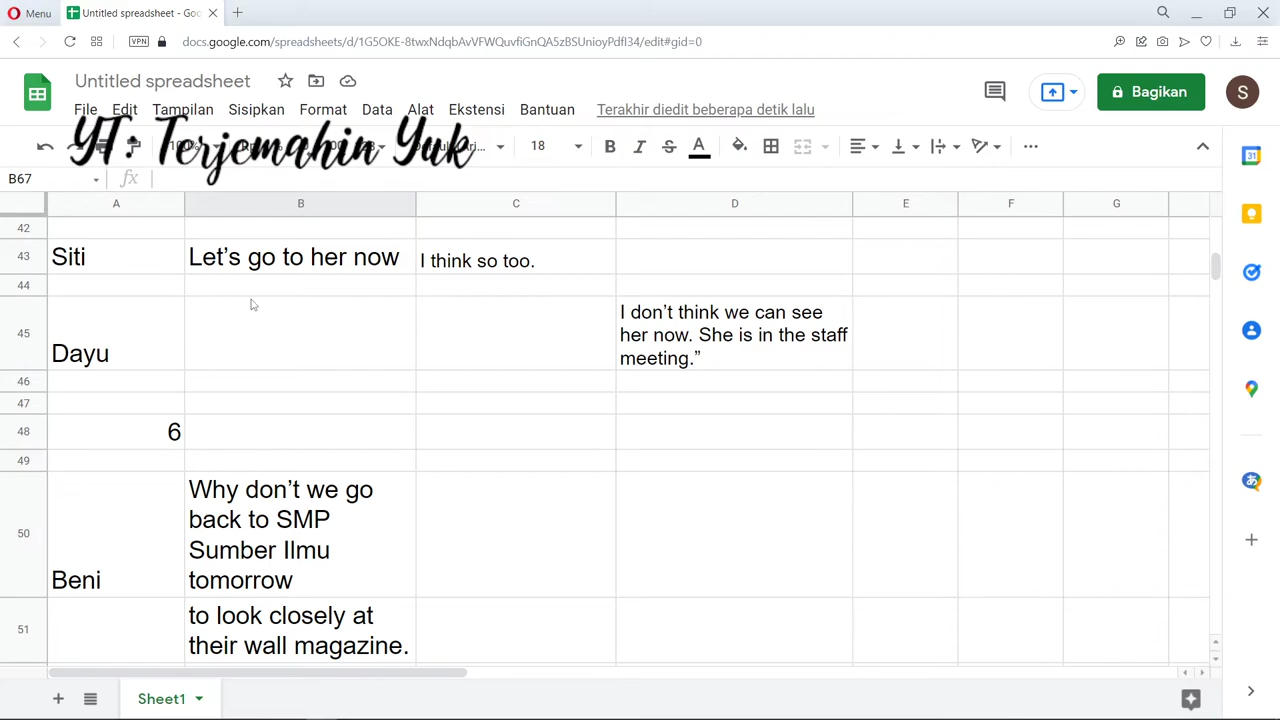 Menu
Untitled spreadsheet - Goo
VPN
docs.google.com/spreadsheets/d/1G5OKE-8twxNdqbAvVFWQuvfiGnQA5zBSUnioyPdfI34/edit#gid=0
Untitled spreadsheet
File Edit Tampilan Sisipkan Format Data Alat Ekstensi Bantuan Terakhir diedit beberapa detik lalu
Bagikan
S
YT: Terjemahin Yuk
18 B I S A
B67 fx
31
A B C D E F G
42
43 Siti Let’s go to her now I think so too.
44
I don’t think we can see
45 her now. She is in the staff
Dayu meeting.”
46
47
48 6
49
Why don’t we go
back to SMP
50 Sumber Ilmu
Beni tomorrow
to look closely at
51 their wall magazine.
Sheet1